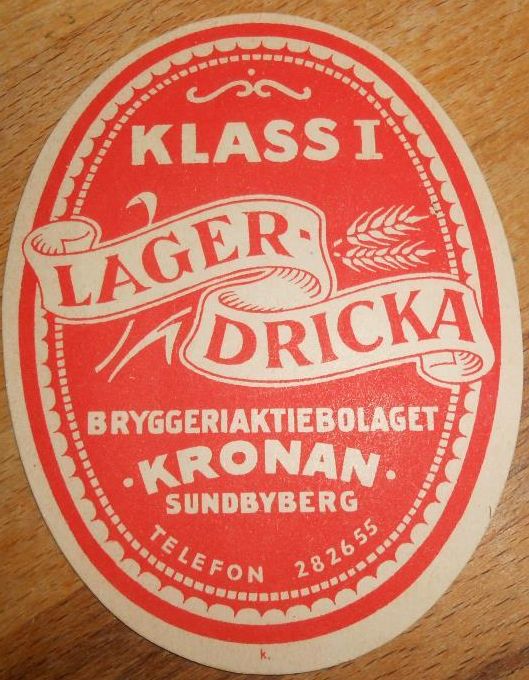 KLASS I
LAGER-
DRICKA
BRYGGERIAKTIEBOLAGET
·KRONAN·
SUNDBYBERG
TELEFON 282655
k.